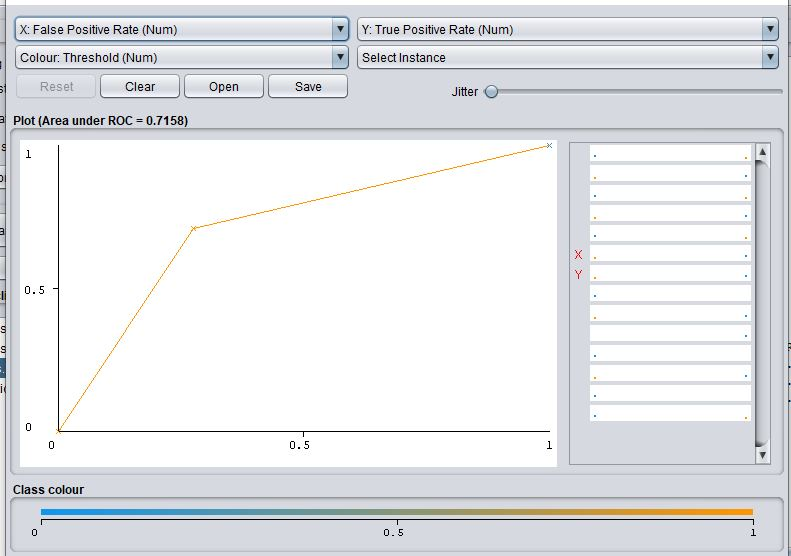 X: False Positive Rate (Num)
Y: True Positive Rate (Num)
Colour: Threshold (Num)
Select Instance
Reset
Clear
Open
Save
Jitter
Plot (Area under ROC = 0.7158)
1
0.5
0
0
0.5
1
X
Y
Class colour
0
0.5
1